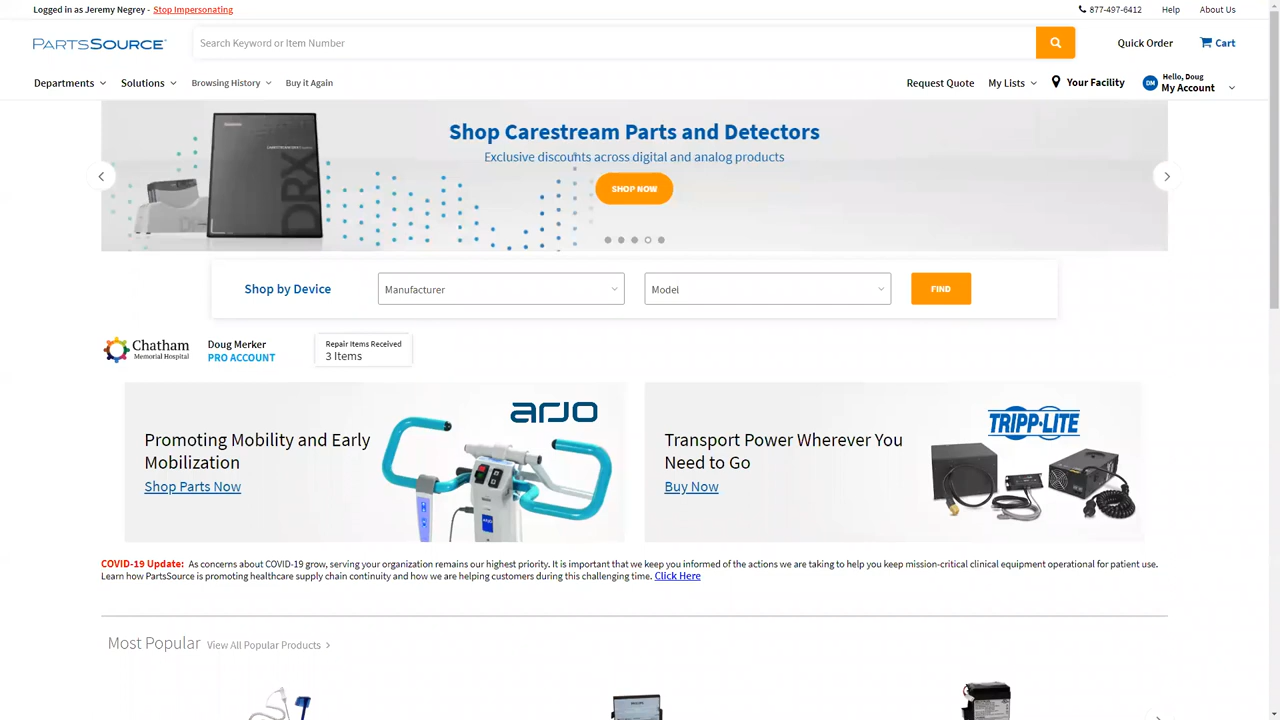 Logged in as Jeremy Negrey - Stop Impersonating
877-497-6412 Help About Us
PARTSSOURCE
Search Keyword or Item Number
Quick Order Cart
Departments Solutions Browsing History Buy it Again
Request Quote My Lists Your Facility
DM Hello, Doug
My Account
Shop Carestream Parts and Detectors
Exclusive discounts across digital and analog products
SHOP NOW
DRX
Shop by Device Manufacturer Model FIND
Chatham
Memorial Hospital
Doug Merker
PRO ACCOUNT
Repair Items Received
3 Items
ARJO
Promoting Mobility and Early
Mobilization
Shop Parts Now
ARJO
TRIPP·LITE
Transport Power Wherever You
Need to Go
Buy Now
COVID-19 Update: As concerns about COVID-19 grow, serving your organization remains our highest priority. It is important that we keep you informed of the actions we are taking to help you keep mission-critical clinical equipment operational for patient use.
Learn how PartsSource is promoting healthcare supply chain continuity and how we are helping customers during this challenging time. Click Here
Most Popular View All Popular Products